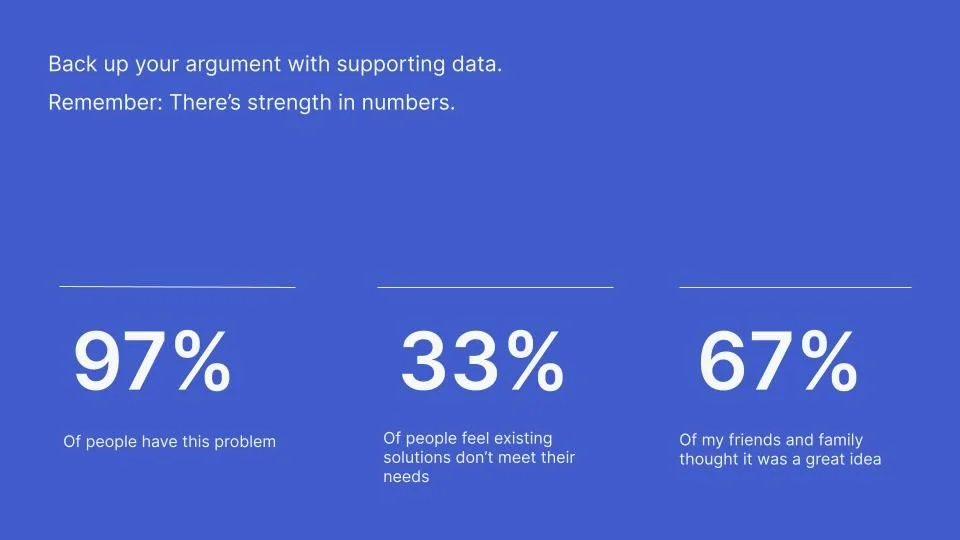 Back up your argument with supporting data.
Remember: There’s strength in numbers.
97%
Of people have this problem
33%
Of people feel existing
solutions don’t meet their
needs
67%
Of my friends and family
thought it was a great idea